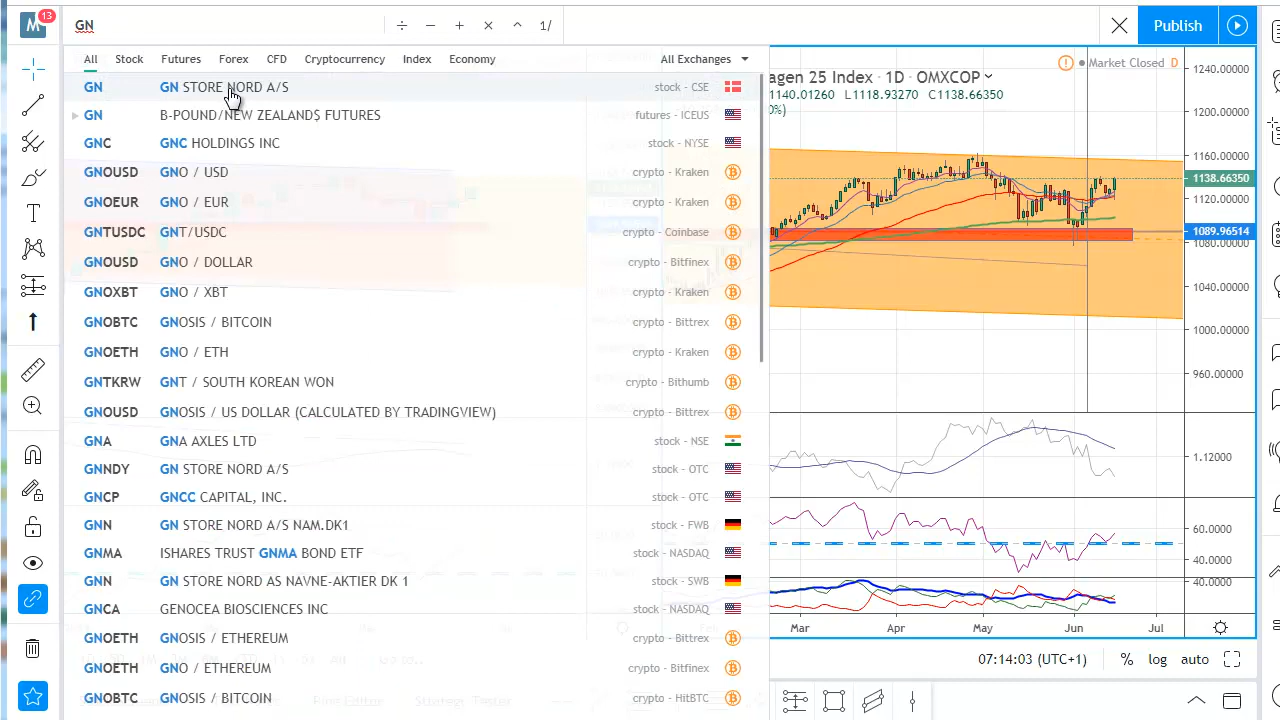 M 13 GN ÷ − + × ^ 1/ Publish
All Stock Futures Forex CFD Cryptocurrency Index Economy All Exchanges
GN GN STORE NORD A/S stock - CSE
GN B-POUND/NEW ZEALAND$ FUTURES futures - ICEUS
GNC GNC HOLDINGS INC stock - NYSE
GNOUSD GNO / USD crypto - Kraken
GNOEUR GNO / EUR crypto - Kraken
GNTUSDC GNT/USDC crypto - Coinbase
GNOUSD GNO / DOLLAR crypto - Bitfinex
GNOXBT GNO / XBT crypto - Kraken
GNOBTC GNOSIS / BITCOIN crypto - Bittrex
GNOETH GNO / ETH crypto - Kraken
GNTKRW GNT / SOUTH KOREAN WON crypto - Bithumb
GNOUSD GNOSIS / US DOLLAR (CALCULATED BY TRADINGVIEW) crypto - Bittrex
GNA GNA AXLES LTD stock - NSE
GNNDY GN STORE NORD A/S stock - OTC
GNCP GNCC CAPITAL, INC. stock - OTC
GNN GN STORE NORD A/S NAM.DK1 stock - FWB
GNMA ISHARES TRUST GNMA BOND ETF stock - NASDAQ
GNN GN STORE NORD AS NAVNE-AKTIER DK 1 stock - SWB
GNCA GENOCEA BIOSCIENCES INC stock - NASDAQ
GNOETH GNOSIS / ETHEREUM crypto - Bittrex
GNOETH GNO / ETHEREUM crypto - Bitfinex
GNOBTC GNOSIS / BITCOIN crypto - HitBTC
agen 25 Index · 1D · OMXCOP Market Closed D
1140.01260 L1118.93270 C1138.66350
%)
1240.00000
1200.00000
1160.00000
1138.66350
1120.00000
1089.96514
1080.00000
1040.00000
1000.00000
960.00000
1.12000
60.0000
40.0000
40.0000
Mar Apr May Jun Jul
07:14:03 (UTC+1) % log auto